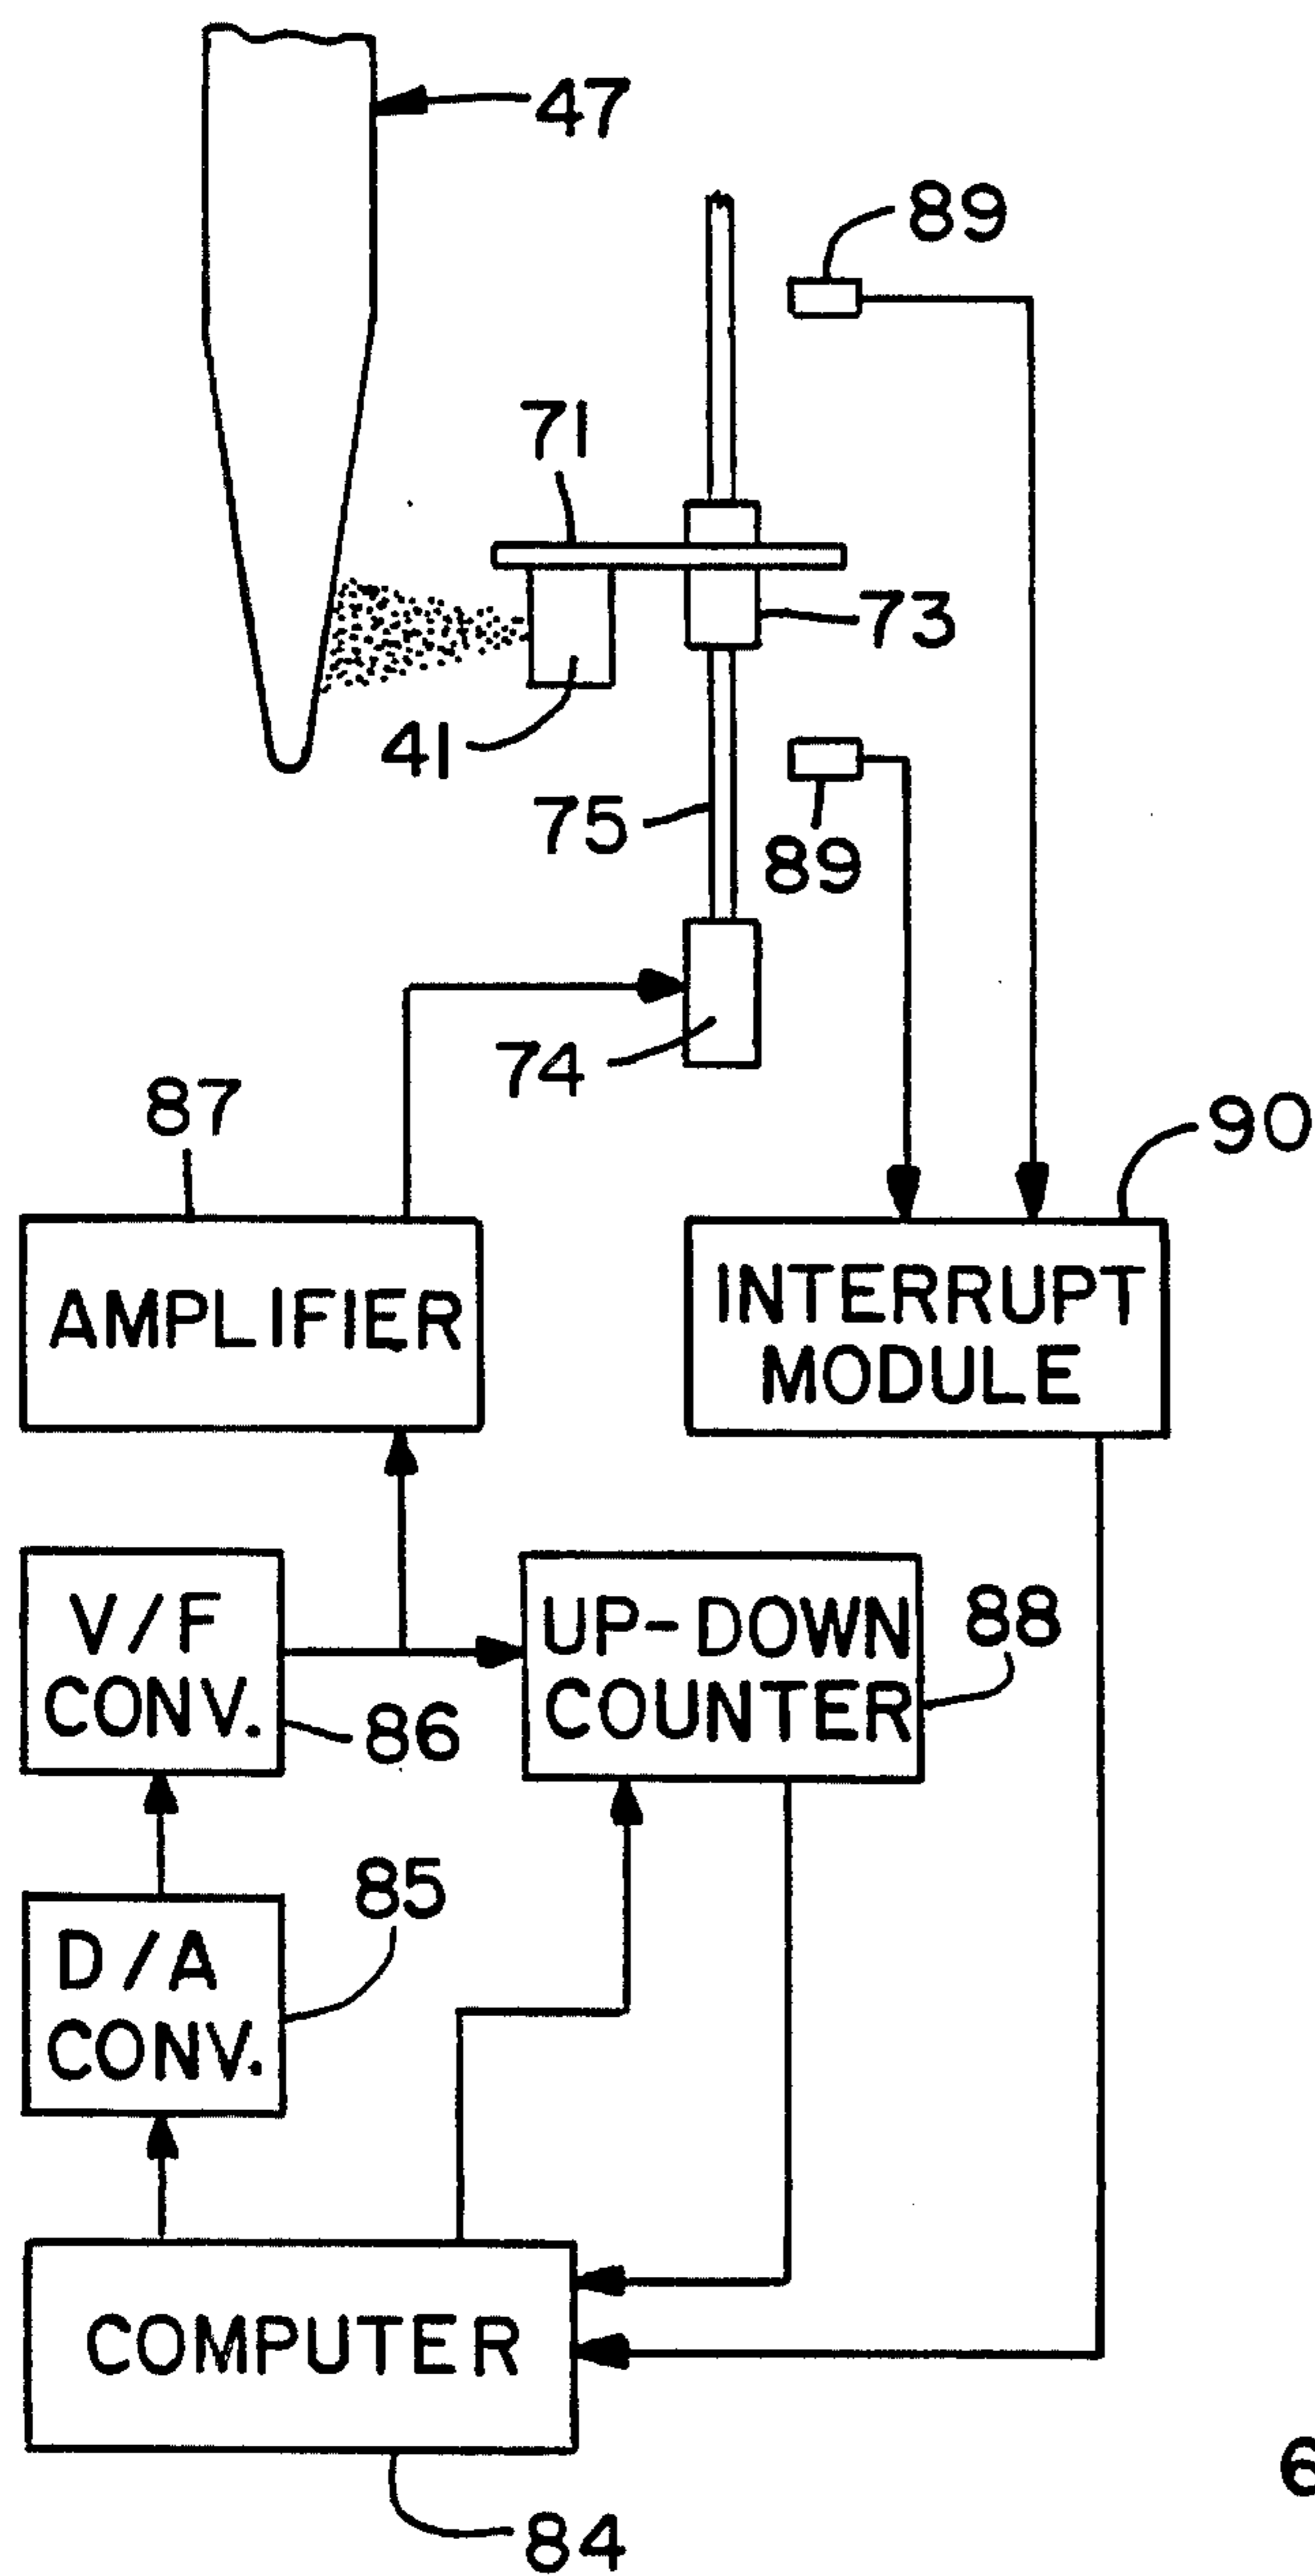 47
89
71
73
41
75
89
74
87
90
AMPLIFIER
INTERRUPT
MODULE
V/F
CONV.
86
UP-DOWN
COUNTER
88
85
D/A
CONV.
COMPUTER
84
6